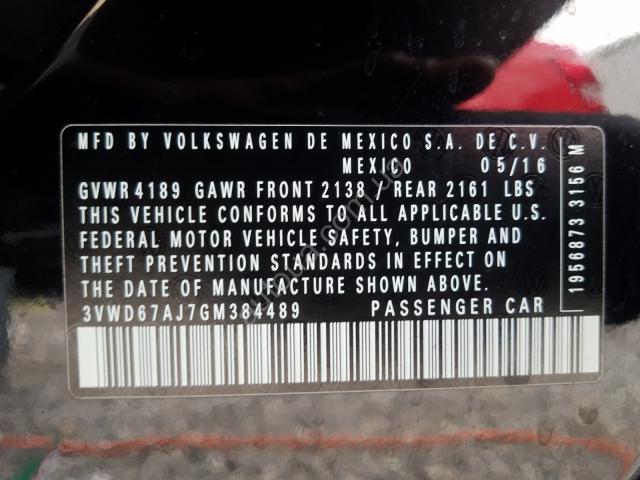 MFD BY VOLKSWAGEN DE MEXICO S.A. DE C.V.
MEXICO 05/16
GVWR 4189 GAWR FRONT 2138 / REAR 2161 LBS
THIS VEHICLE CONFORMS TO ALL APPLICABLE U.S.
FEDERAL MOTOR VEHICLE SAFETY, BUMPER AND
THEFT PREVENTION STANDARDS IN EFFECT ON
THE DATE OF MANUFACTURE SHOWN ABOVE.
3VWD67AJ7GM384489 PASSENGER CAR
1956873 3156 M